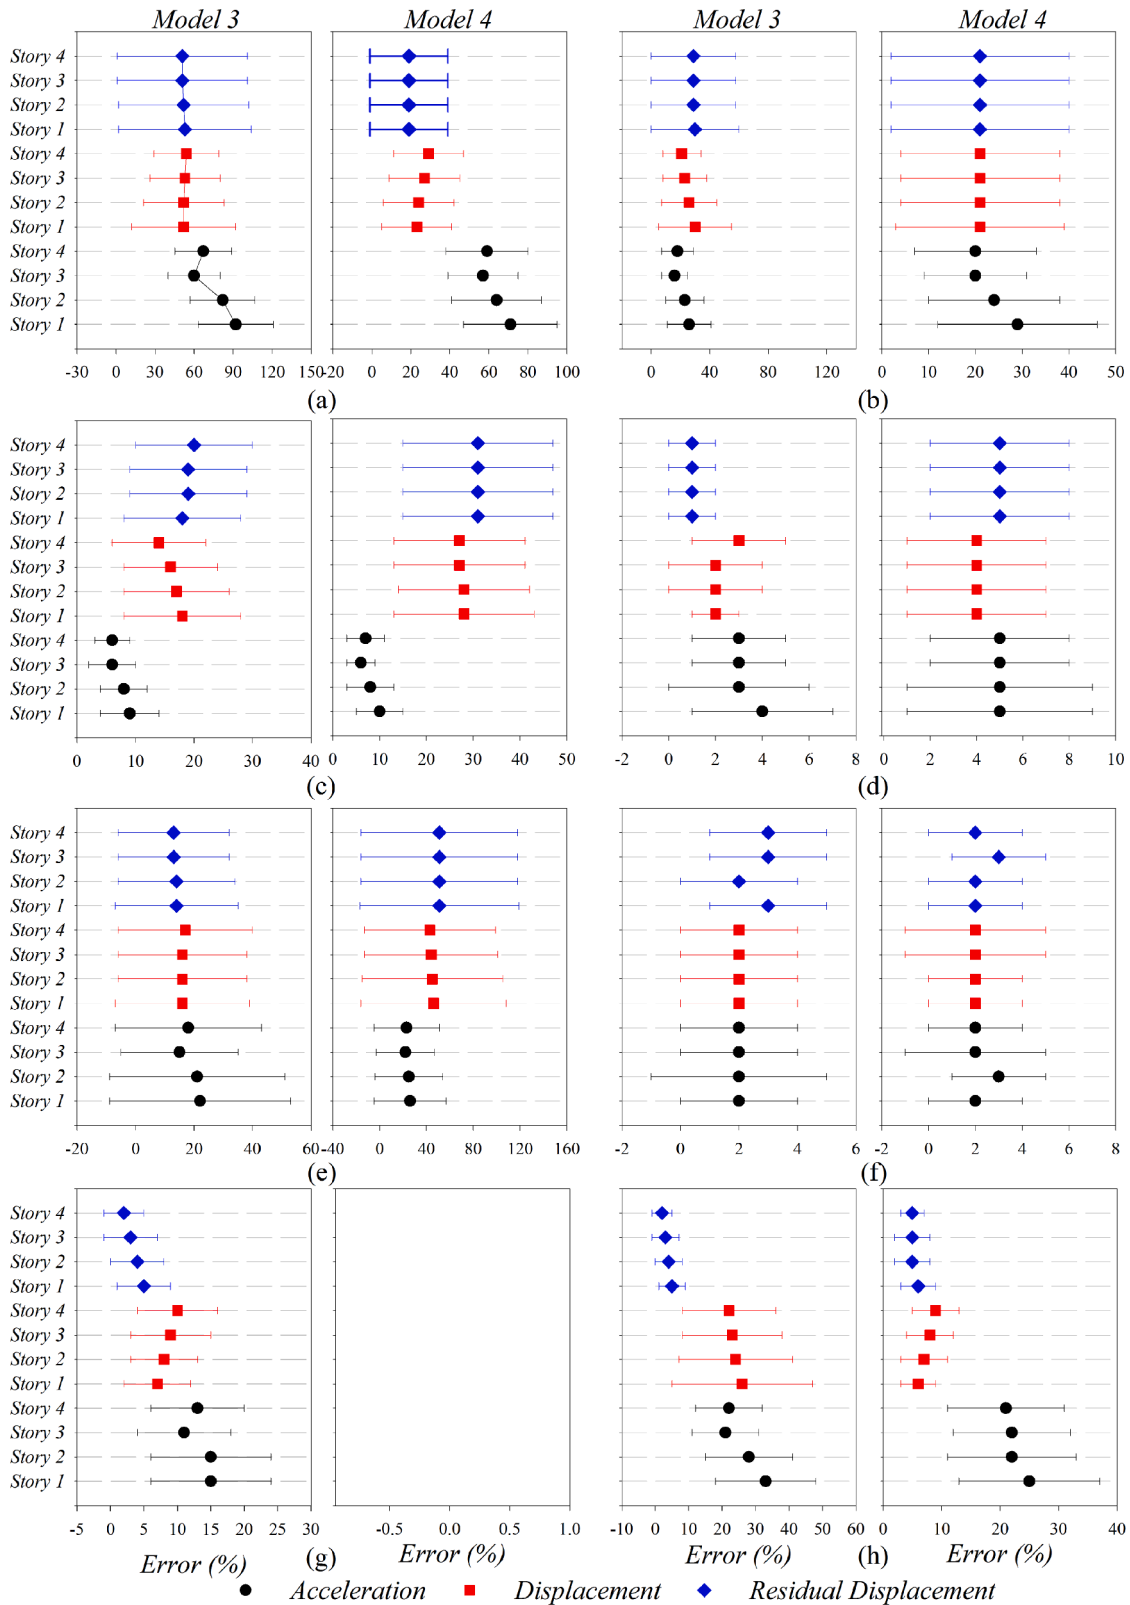 Model 3 Model 4 Model 3 Model 4
Story 4
Story 3
Story 2
Story 1
Story 4
Story 3
Story 2
Story 1
Story 4
Story 3
Story 2
Story 1
-30 0 30 60 90 120 150 -20 0 20 40 60 80 100 0 40 80 120 0 10 20 30 40 50
(a) (b)
Story 4
Story 3
Story 2
Story 1
Story 4
Story 3
Story 2
Story 1
Story 4
Story 3
Story 2
Story 1
0 10 20 30 40 0 10 20 30 40 50 -2 0 2 4 6 8 0 2 4 6 8 10
(c) (d)
Story 4
Story 3
Story 2
Story 1
Story 4
Story 3
Story 2
Story 1
Story 4
Story 3
Story 2
Story 1
-20 0 20 40 60 -40 0 40 80 120 160 -2 0 2 4 6 -2 0 2 4 6 8
(e) (f)
Story 4
Story 3
Story 2
Story 1
Story 4
Story 3
Story 2
Story 1
Story 4
Story 3
Story 2
Story 1
-5 0 5 10 15 20 25 30 -0.5 0.0 0.5 1.0 -10 0 10 20 30 40 50 60 0 10 20 30 40
Error (%) (g) Error (%) Error (%) (h) Error (%)
Acceleration Displacement Residual Displacement